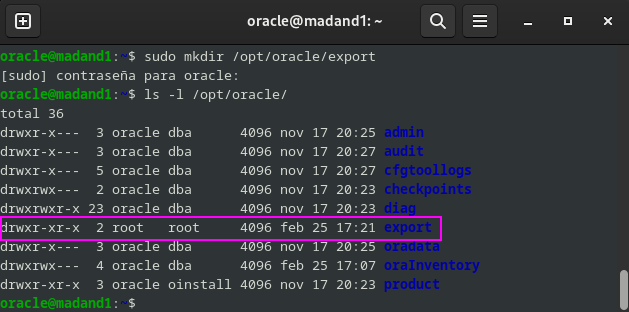 oracle@madand1: ~
oracle@madand1:~$ sudo mkdir /opt/oracle/export
[sudo] contraseña para oracle:
oracle@madand1:~$ ls -l /opt/oracle/
total 36
drwxr-x---  3 oracle dba      4096 nov 17 20:25 admin
drwxr-x---  3 oracle dba      4096 nov 17 20:27 audit
drwxr-x---  5 oracle dba      4096 nov 17 20:27 cfgtoollogs
drwxrwx---  2 oracle dba      4096 nov 17 20:23 checkpoints
drwxrwxr-x 23 oracle dba      4096 nov 17 20:23 diag
drwxr-xr-x  2 root   root     4096 feb 25 17:21 export
drwxr-x---  3 oracle dba      4096 nov 17 20:25 oradata
drwxrwx---  4 oracle dba      4096 feb 25 17:07 oraInventory
drwxr-xr-x  3 oracle oinstall 4096 nov 17 20:23 product
oracle@madand1:~$